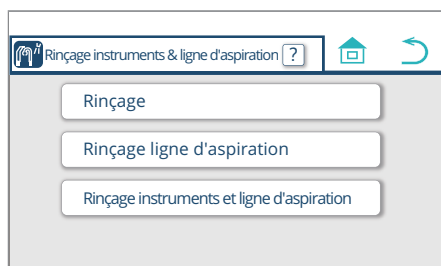 Rinçage instruments & ligne d'aspiration ?
Rinçage
Rinçage ligne d'aspiration
Rinçage instruments et ligne d'aspiration